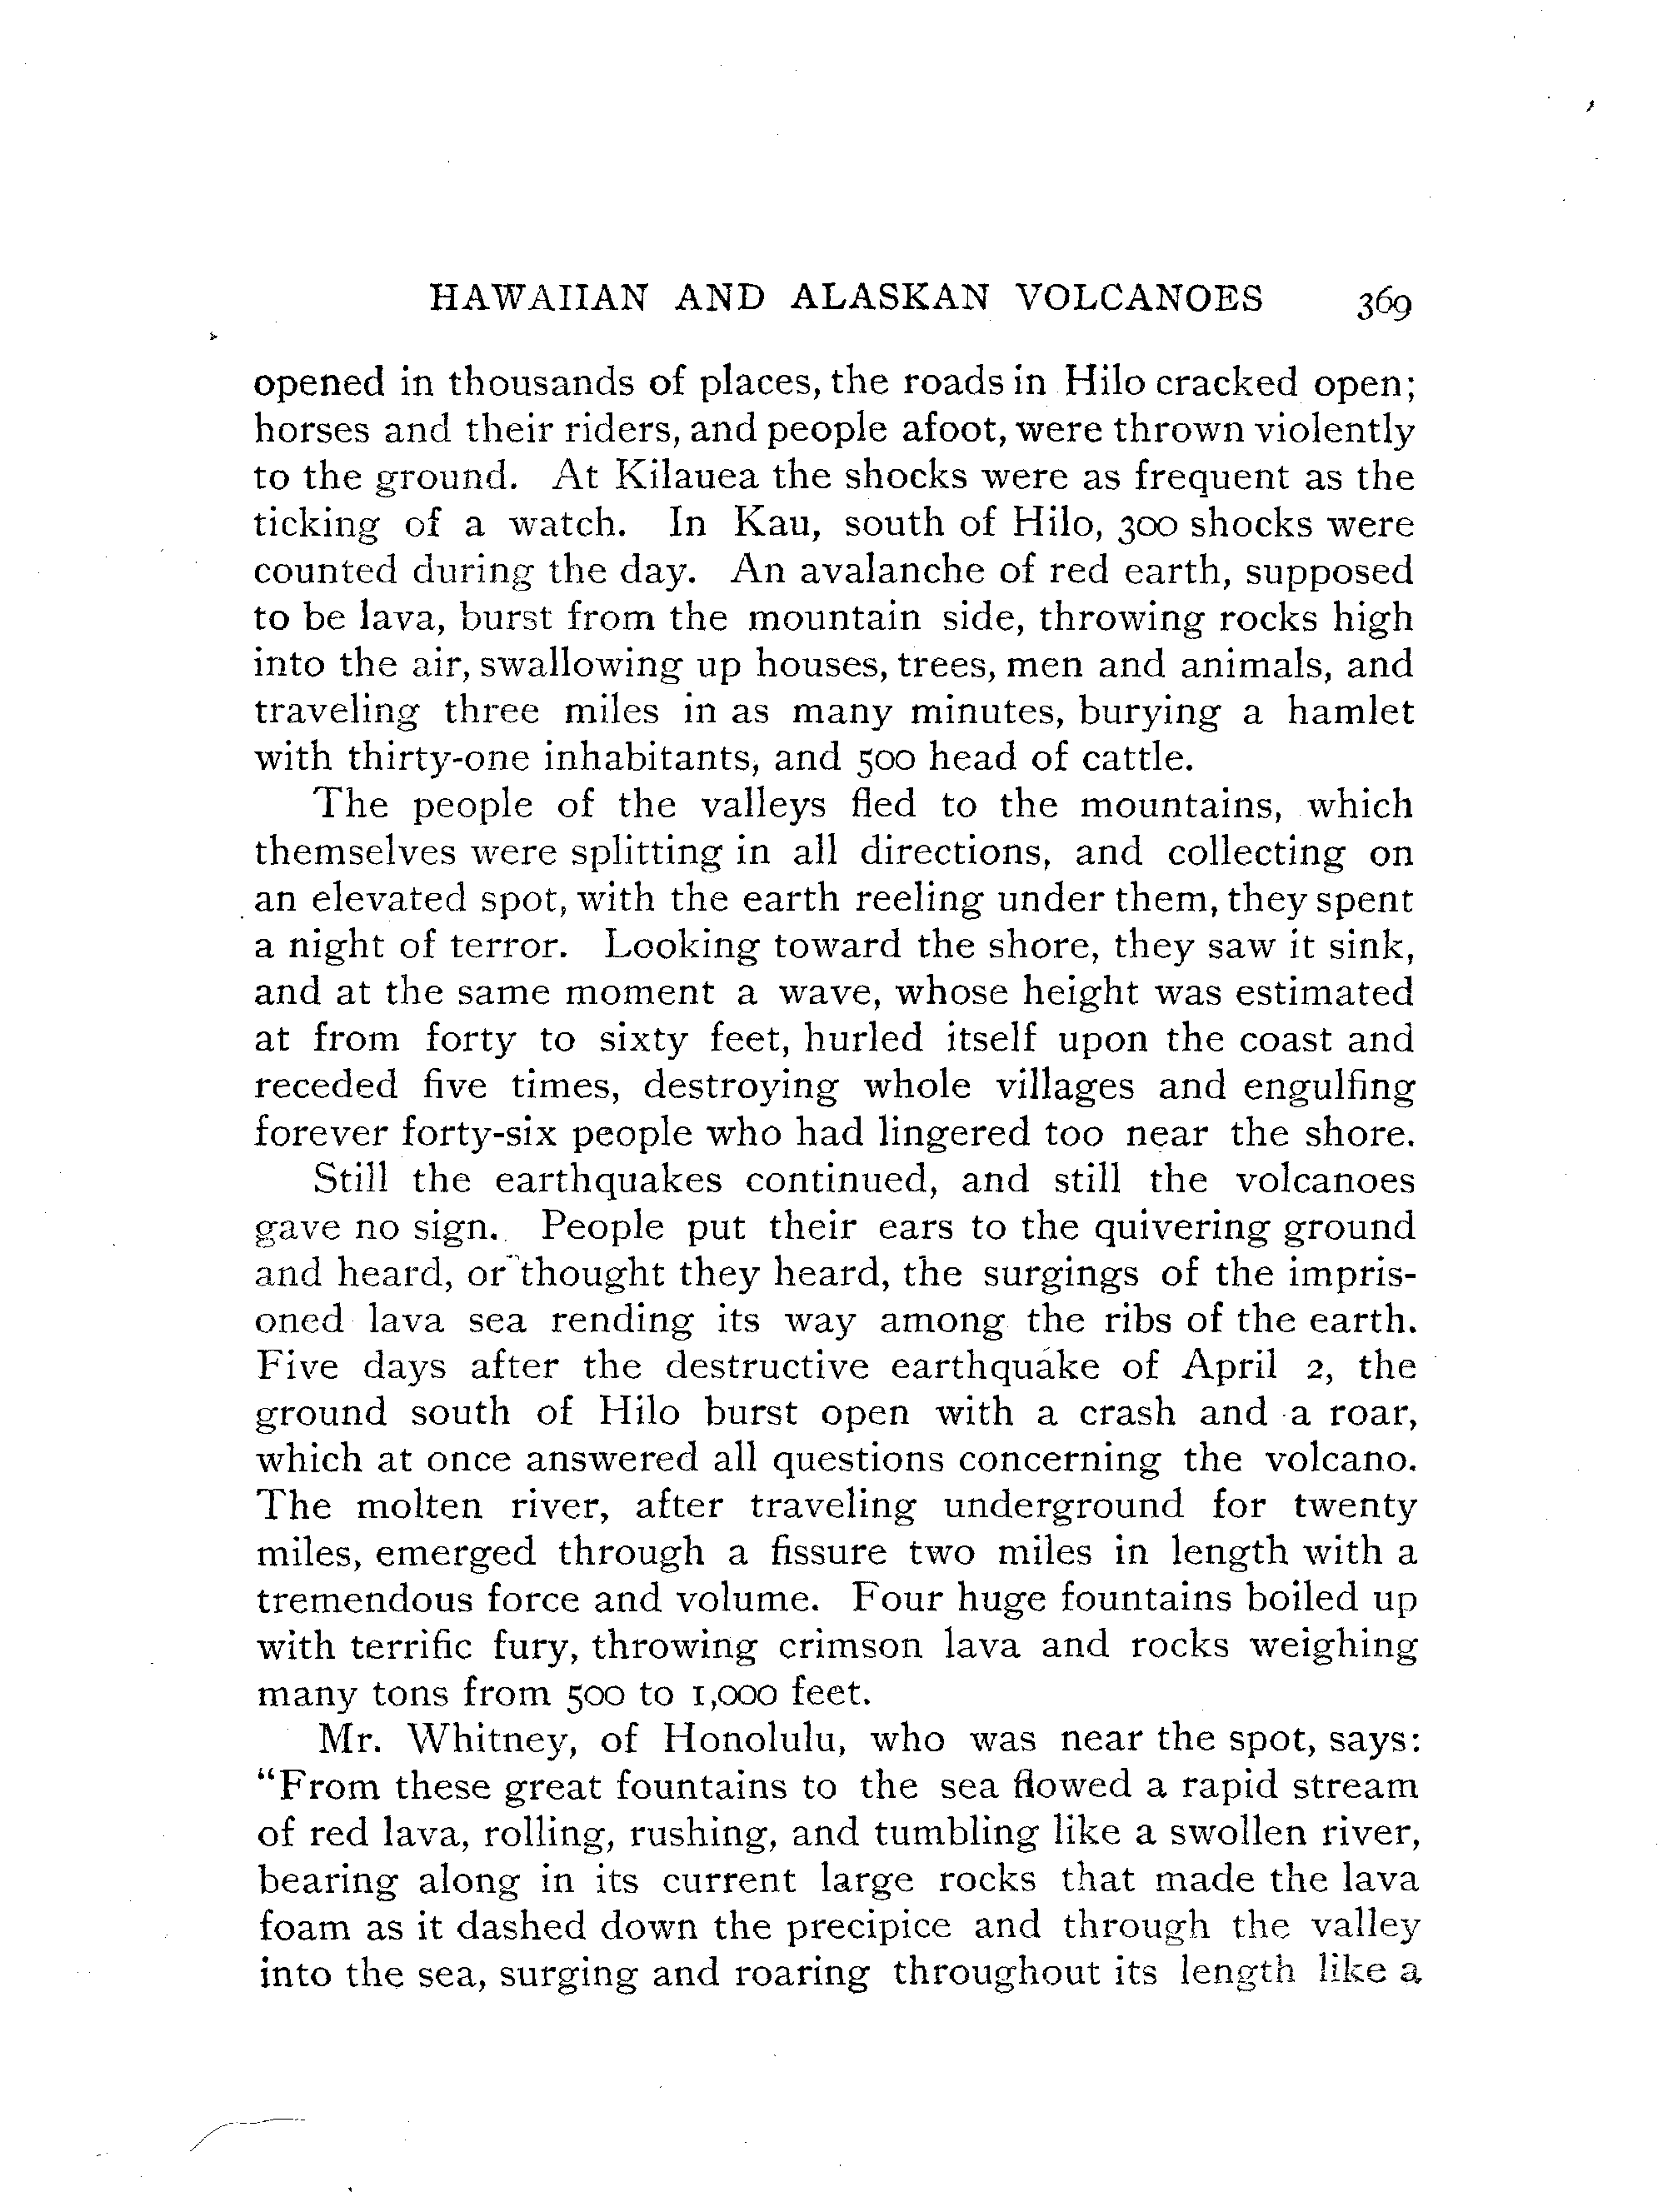 HAWAIIAN AND ALASKAN VOLCANOES 369
opened in thousands of places, the roads in Hilo cracked open;
horses and their riders, and people afoot, were thrown violently
to the ground. At Kilauea the shocks were as frequent as the
ticking of a watch. In Kau, south of Hilo, 300 shocks were
counted during the day. An avalanche of red earth, supposed
to be lava, burst from the mountain side, throwing rocks high
into the air, swallowing up houses, trees, men and animals, and
traveling three miles in as many minutes, burying a hamlet
with thirty-one inhabitants, and 500 head of cattle.
The people of the valleys fled to the mountains, which
themselves were splitting in all directions, and collecting on
an elevated spot, with the earth reeling under them, they spent
a night of terror. Looking toward the shore, they saw it sink,
and at the same moment a wave, whose height was estimated
at from forty to sixty feet, hurled itself upon the coast and
receded five times, destroying whole villages and engulfing
forever forty-six people who had lingered too near the shore.
Still the earthquakes continued, and still the volcanoes
gave no sign. People put their ears to the quivering ground
and heard, or thought they heard, the surgings of the impris-
oned lava sea rending its way among the ribs of the earth.
Five days after the destructive earthquake of April 2, the
ground south of Hilo burst open with a crash and a roar,
which at once answered all questions concerning the volcano.
The molten river, after traveling underground for twenty
miles, emerged through a fissure two miles in length with a
tremendous force and volume. Four huge fountains boiled up
with terrific fury, throwing crimson lava and rocks weighing
many tons from 500 to 1,000 feet.
Mr. Whitney, of Honolulu, who was near the spot, says:
“From these great fountains to the sea flowed a rapid stream
of red lava, rolling, rushing, and tumbling like a swollen river,
bearing along in its current large rocks that made the lava
foam as it dashed down the precipice and through the valley
into the sea, surging and roaring throughout its length like a